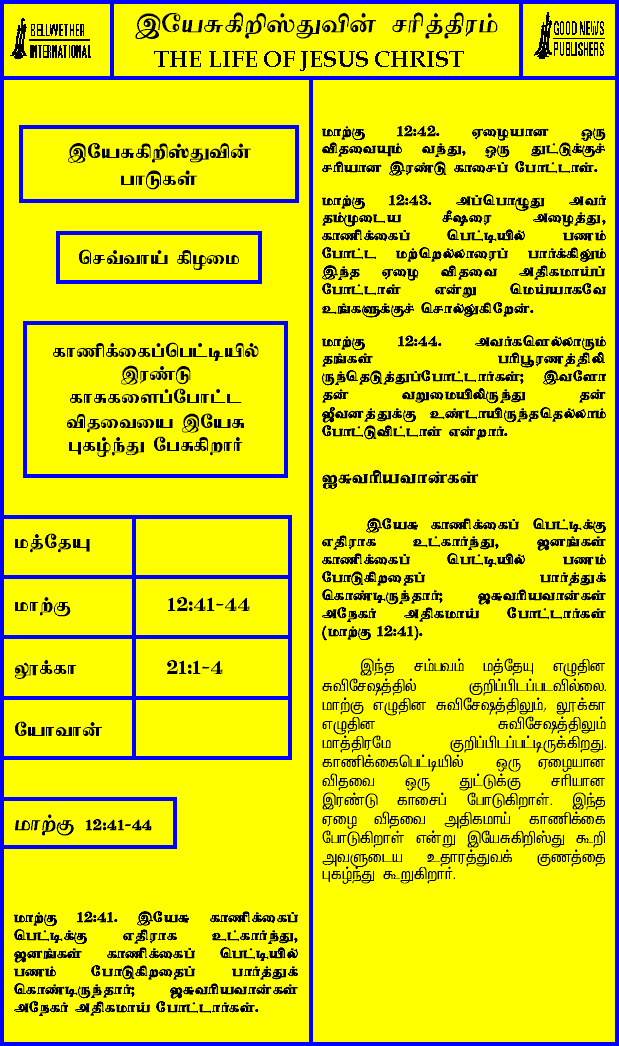 BELLWETHER
INTERNATIONAL
இயேசுகிறிஸ்துவின் சரித்திரம்
THE LIFE OF JESUS CHRIST
GOOD NEWS
PUBLISHERS
இயேசுகிறிஸ்துவின்
பாடுகள்
செவ்வாய் கிழமை
காணிக்கைப்பெட்டியில்
இரண்டு
காசுகளைப்போட்ட
விதவையை இயேசு
புகழ்ந்து பேசுகிறார்
மத்தேயு
மாற்கு 12:41-44
லூக்கா 21:1-4
யோவான்
மாற்கு 12:41-44
மாற்கு 12:41. இயேசு காணிக்கைப்
பெட்டிக்கு எதிராக உட்கார்ந்து,
ஜனங்கள் காணிக்கைப் பெட்டியில்
பணம் போடுகிறதைப் பார்த்துக்
கொண்டிருந்தார்; ஐசுவரியவான்கள்
அநேகர் அதிகமாய் போட்டார்கள்.
மாற்கு 12:42. ஏழையான ஒரு
விதவையும் வந்து, ஒரு துட்டுக்குச்
சரியான இரண்டு காசைப் போட்டாள்.
மாற்கு 12:43. அப்பொழுது அவர்
தம்முடைய சீஷரை அழைத்து,
காணிக்கைப் பெட்டியில் பணம்
போட்ட மற்றெல்லாரைப் பார்க்கிலும்
இந்த ஏழை விதவை அதிகமாய்ப்
போட்டாள் என்று மெய்யாகவே
உங்களுக்குச் சொல்லுகிறேன்.
மாற்கு 12:44. அவர்களெல்லாரும்
தங்கள் பரிபூரணத்திலி
ருந்தெடுத்துப்போட்டார்கள்; இவளோ
தன் வறுமையிலிருந்து தன்
ஜீவனத்துக்கு உண்டாயிருந்ததெல்லாம்
போட்டுவிட்டாள் என்றார்.
ஐசுவரியவான்கள்
இயேசு காணிக்கைப் பெட்டிக்கு
எதிராக உட்கார்ந்து, ஜனங்கள்
காணிக்கைப் பெட்டியில் பணம்
போடுகிறதைப் பார்த்துக்
கொண்டிருந்தார்; ஐசுவரியவான்கள்
அநேகர் அதிகமாய் போட்டார்கள்
(மாற்கு 12:41).
இந்த சம்பவம் மத்தேயு எழுதின
சுவிசேஷத்தில் குறிப்பிடப்படவில்லை.
மாற்கு எழுதின சுவிசேஷத்திலும், லூக்கா
எழுதின சுவிசேஷத்திலும்
மாத்திரமே குறிப்பிடப்பட்டிருக்கிறது.
காணிக்கைபெட்டியில் ஒரு ஏழையான
விதவை ஒரு துட்டுக்கு சரியான
இரண்டு காசைப் போடுகிறாள். இந்த
ஏழை விதவை அதிகமாய் காணிக்கை
போடுகிறாள் என்று இயேசுகிறிஸ்து கூறி
அவளுடைய உதாரத்துவக் குணத்தை
புகழ்ந்து கூறுகிறார்.